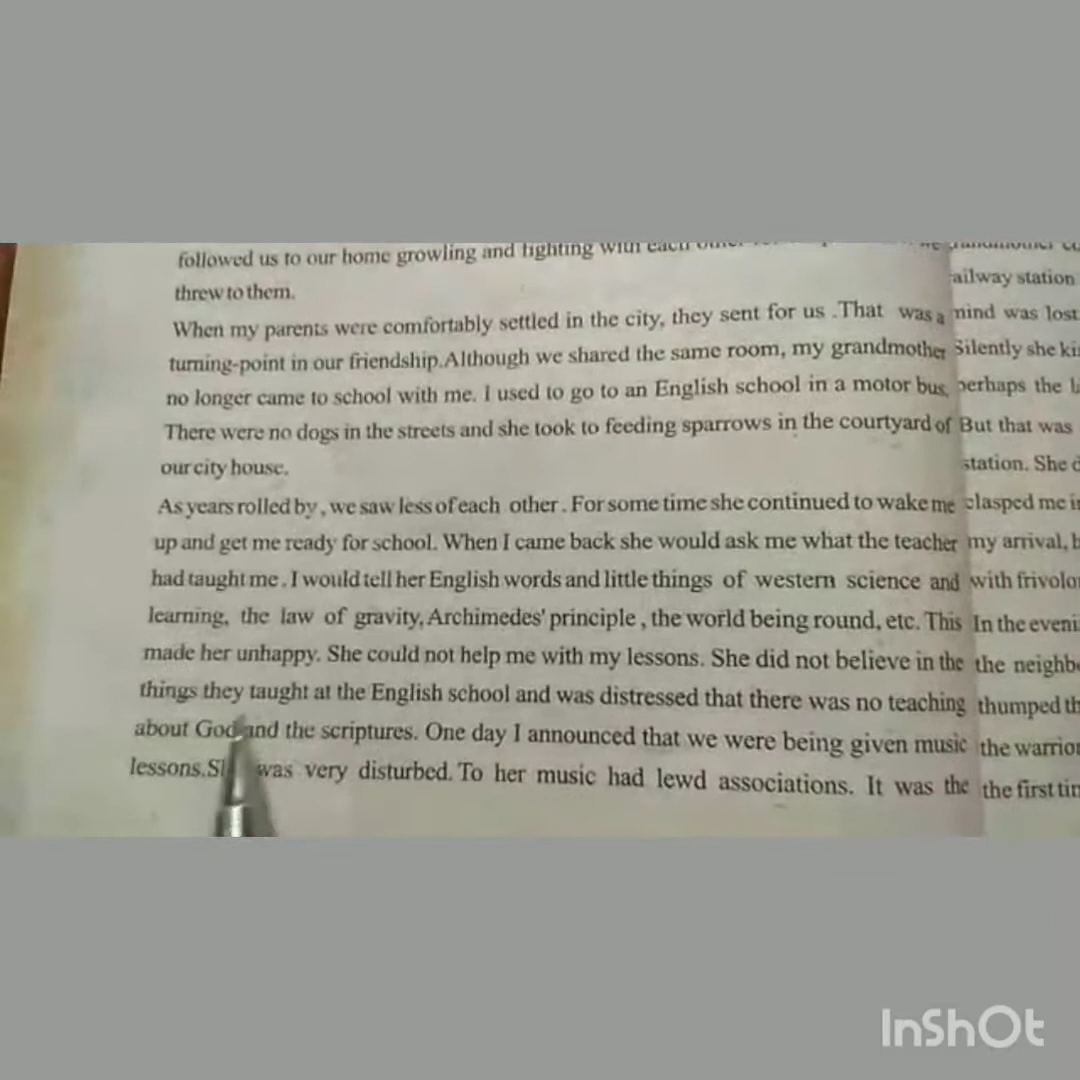 followed us to our home growling and fighting with each
threw to them.
When my parents were comfortably settled in the city, they sent for us .That was a
turning-point in our friendship.Although we shared the same room, my grandmother
no longer came to school with me. I used to go to an English school in a motor bus,
There were no dogs in the streets and she took to feeding sparrows in the courtyard of
our city house.
As years rolled by, we saw less of each other. For some time she continued to wake me
up and get me ready for school. When I came back she would ask me what the teacher
had taught me. I would tell her English words and little things of western science and
learning, the law of gravity, Archimedes' principle, the world being round, etc. This
made her unhappy. She could not help me with my lessons. She did not believe in the
things they taught at the English school and was distressed that there was no teaching
about God and the scriptures. One day I announced that we were being given music
lessons. was very disturbed. To her music had lewd associations. It was the
railway station
mind was lost
Silently she
perhaps the
But that was
station. She
clasped me
my arrival,
with
In the
the
thumped
the
the first
InShOt